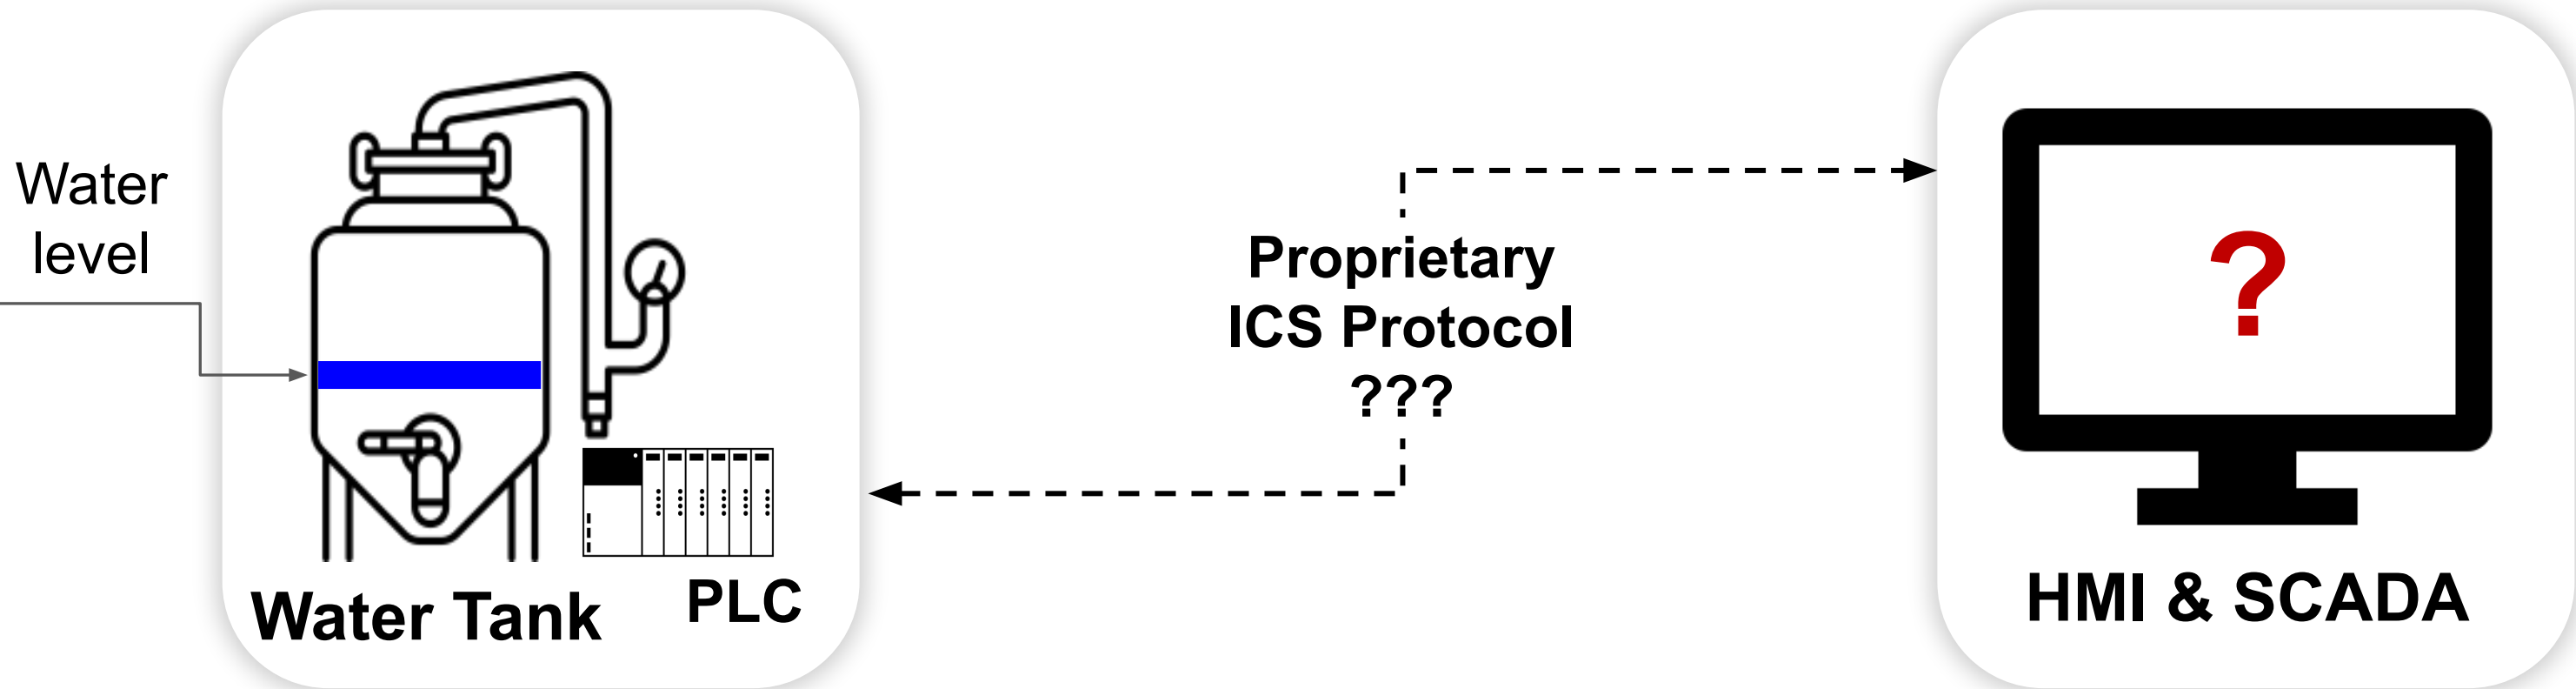 Water
level
Water Tank
PLC
Proprietary
ICS Protocol
???
?
HMI & SCADA